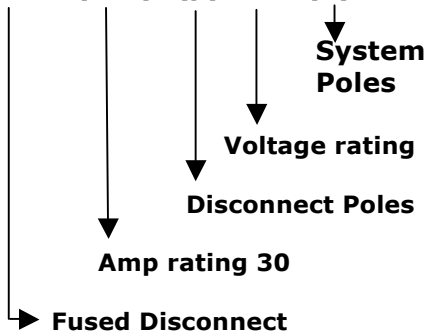 System
Poles
Voltage rating
Disconnect Poles
Amp rating 30
Fused Disconnect